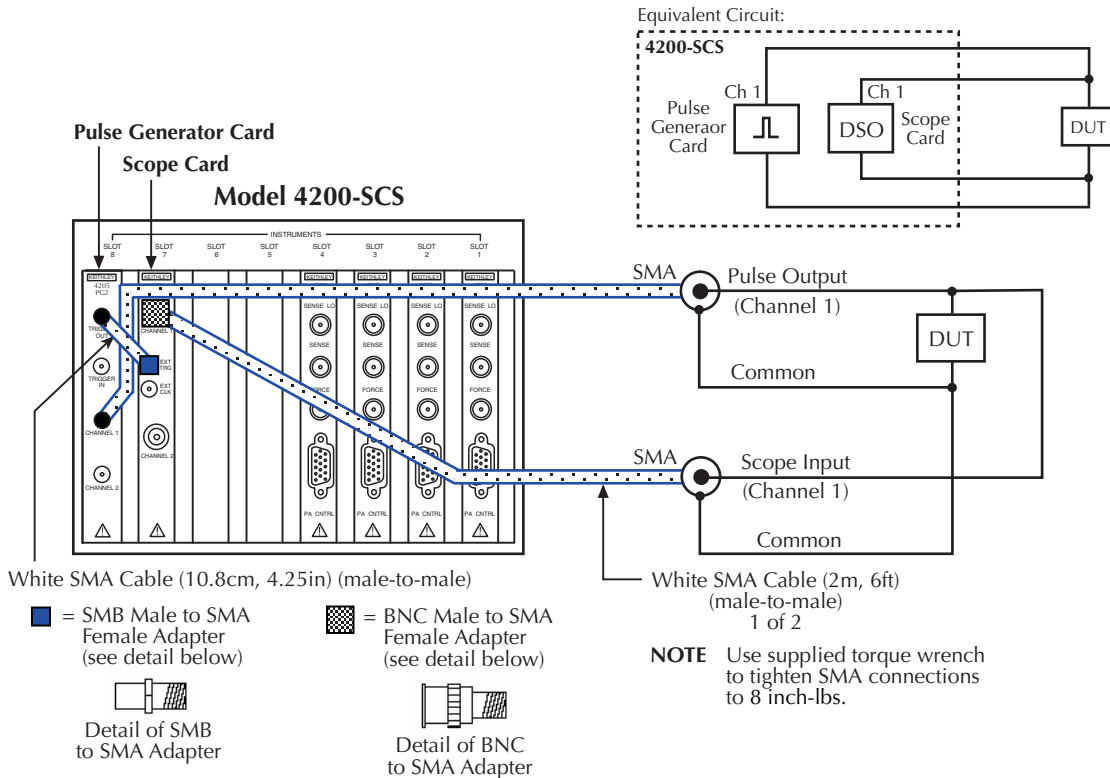 Equivalent Circuit:
4200-SCS
Ch 1
Ch 1
Pulse
Generaor
Card
DSO
Scope
Card
DUT
Pulse Generator Card
Scope Card
Model 4200-SCS
INSTRUMENTS
SLOT
8
SLOT
7
SLOT
6
SLOT
5
SLOT
4
SLOT
3
SLOT
2
SLOT
1
KEITHLEY
4205
PG2
TRIGGER
IN
CHANNEL 1
CHANNEL 2
KEITHLEY
CHANNEL 1
EXT
TRG
EXT
CLK
CHANNEL 2
KEITHLEY
SENSE LO
SENSE
FORCE
PA CNTRL
KEITHLEY
SENSE LO
SENSE
FORCE
PA CNTRL
KEITHLEY
SENSE LO
SENSE
FORCE
PA CNTRL
KEITHLEY
SENSE LO
SENSE
FORCE
PA CNTRL
SMA
Pulse Output
(Channel 1)
DUT
Common
SMA
Scope Input
(Channel 1)
Common
White SMA Cable (10.8cm, 4.25in) (male-to-male)
= SMB Male to SMA
Female Adapter
(see detail below)
Detail of SMB
to SMA Adapter
= BNC Male to SMA
Female Adapter
(see detail below)
Detail of BNC
to SMA Adapter
White SMA Cable (2m, 6ft)
(male-to-male)
1 of 2
NOTE Use supplied torque wrench
to tighten SMA connections
to 8 inch-lbs.